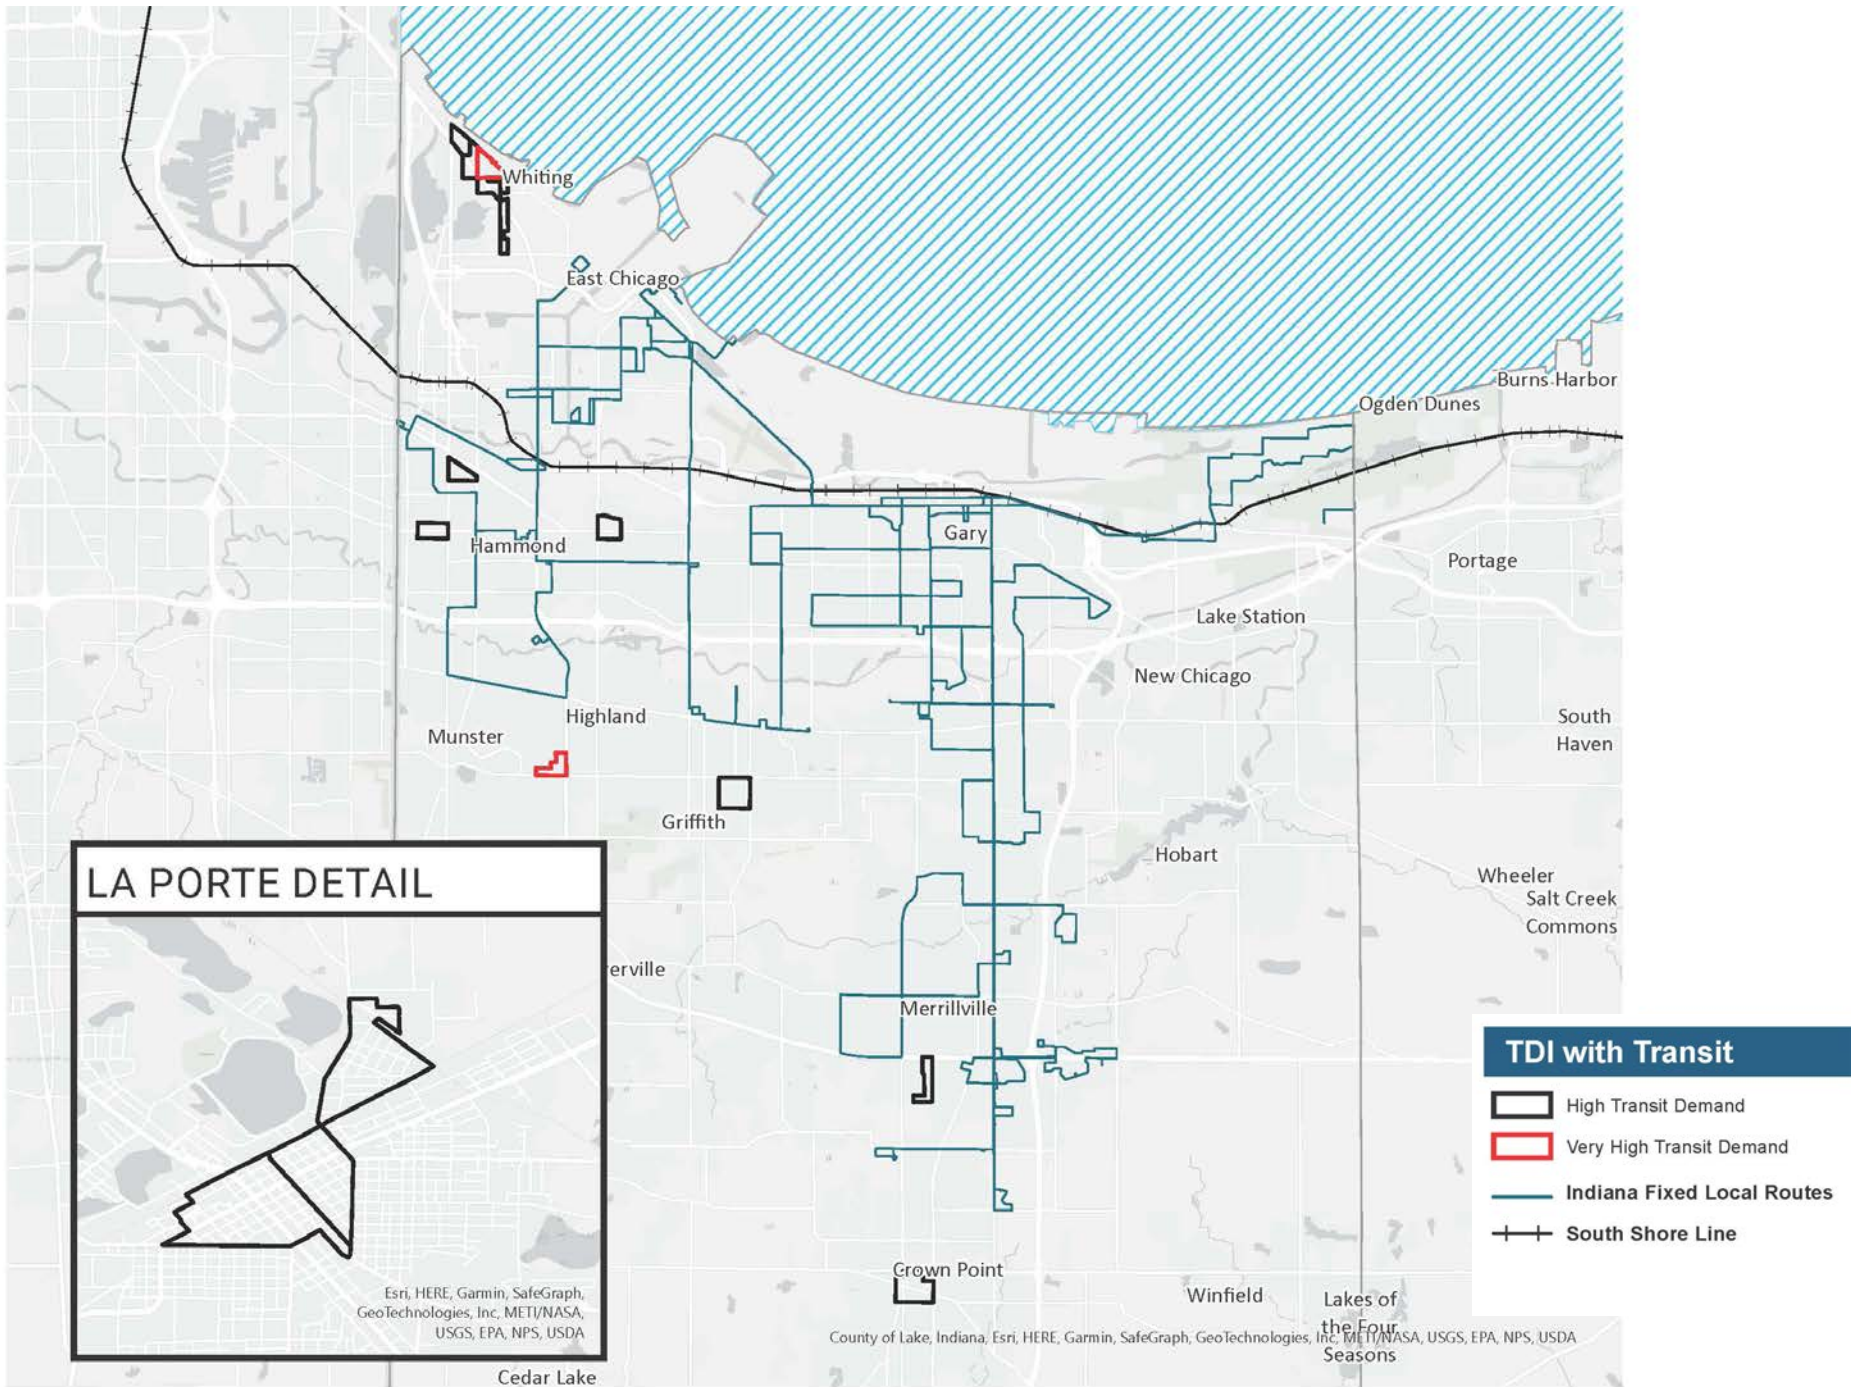 Whiting
East Chicago
Burns Harbor
Ogden Dunes
Gary
Hammond
Portage
Lake Station
New Chicago
Highland
South
Haven
Munster
Griffith
Hobart
Wheeler
Salt Creek
Commons
LA PORTE DETAIL
erville
Merrillville
TDI with Transit
High Transit Demand
Very High Transit Demand
Indiana Fixed Local Routes
South Shore Line
Crown Point
Winfield
Lakes of
the Four
Seasons
Esri, HERE, Garmin, SafeGraph,
GeoTechnologies, Inc, METI/NASA,
USGS, EPA, NPS, USDA
County of Lake, Indiana, Esri, HERE, Garmin, SafeGraph, GeoTechnologies, Inc, METI/NASA, USGS, EPA, NPS, USDA
Cedar Lake